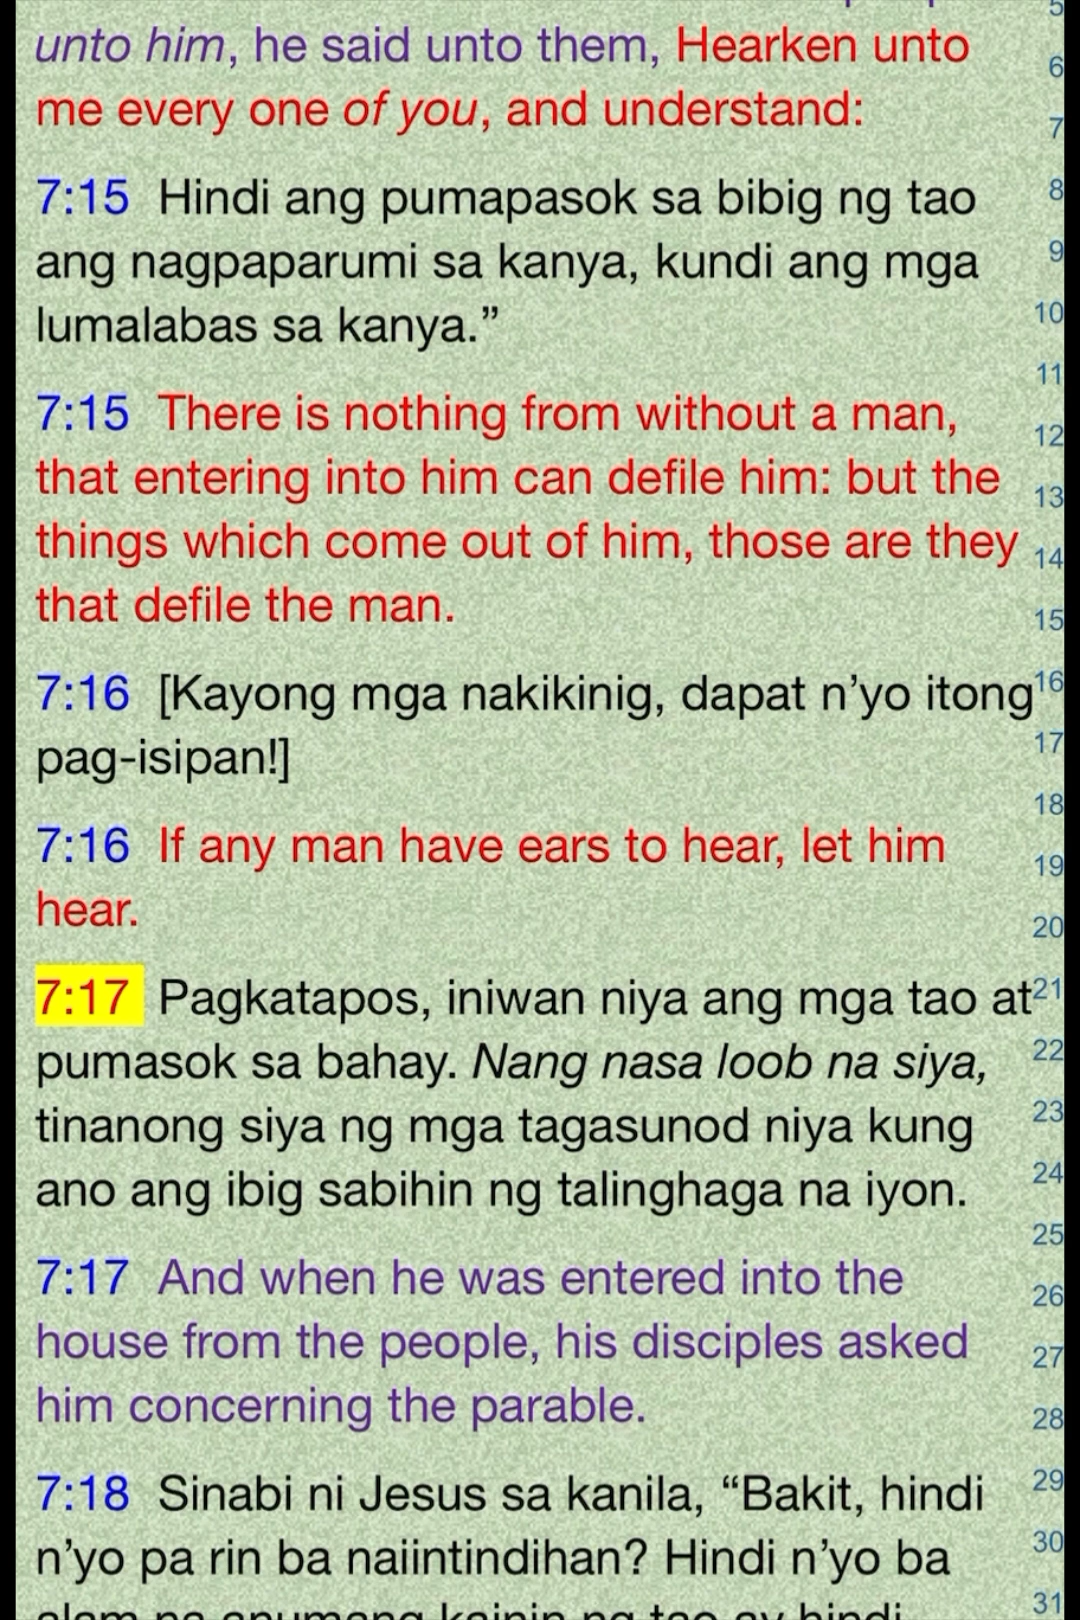 unto him, he said unto them, Hearken unto
me every one of you, and understand:
7:15 Hindi ang pumapasok sa bibig ng tao
ang nagpaparumi sa kanya, kundi ang mga
lumalabas sa kanya.”
7:15 There is nothing from without a man,
that entering into him can defile him: but the
things which come out of him, those are they
that defile the man.
7:16 [Kayong mga nakikinig, dapat n’yo itong
pag-isipan!]
7:16 If any man have ears to hear, let him
hear.
7:17 Pagkatapos, iniwan niya ang mga tao at
pumasok sa bahay. Nang nasa loob na siya,
tinanong siya ng mga tagasunod niya kung
ano ang ibig sabihin ng talinghaga na iyon.
7:17 And when he was entered into the
house from the people, his disciples asked
him concerning the parable.
7:18 Sinabi ni Jesus sa kanila, “Bakit, hindi
n’yo pa rin ba naiintindihan? Hindi n’yo ba
5
6
7
8
9
10
11
12
13
14
15
16
17
18
19
20
21
22
23
24
25
26
27
28
29
30
31